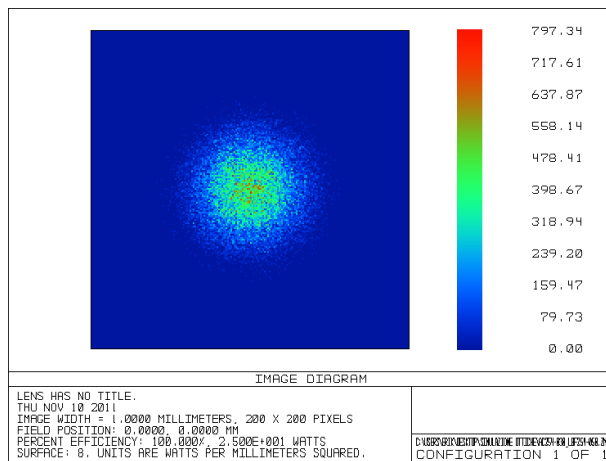 797.34
717.61
637.87
558.14
478.41
398.67
318.94
239.20
159.47
79.73
0.00
IMAGE DIAGRAM
LENS HAS NO TITLE.
THU NOV 10 2011
IMAGE WIDTH = 1.0000 MILLIMETERS, 200 X 200 PIXELS
FIELD POSITION: 0.0000, 0.0000 MM
PERCENT EFFICIENCY: 100.000%, 2.500E+001 WATTS
SURFACE: 8. UNITS ARE WATTS PER MILLIMETERS SQUARED.
CONFIGURATION 1 OF 1